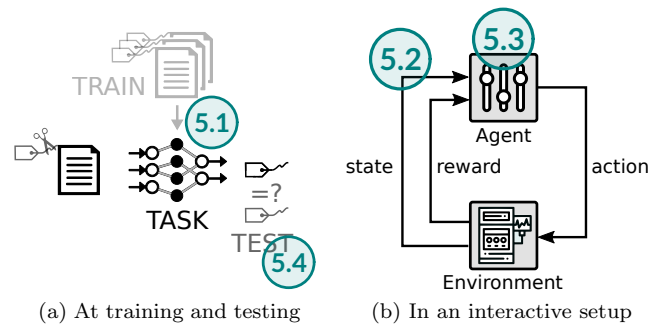 TRAIN
5.1
TASK
=?
TEST
5.4
(a) At training and testing
5.2
5.3
Agent
state
reward
action
Environment
(b) In an interactive setup